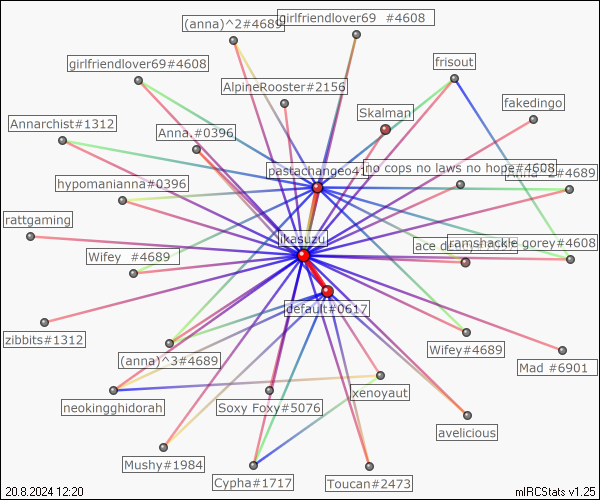 (anna)^2#4689
girlfriendlover69 #4608
girlfriendlover69#4608
frisout
AlpineRooster#2156
fakedingo
Skalman
Annarchist#1312
Anna.#0396
pastachangeo41
no cops no laws no hope#4608
#4689
hypomanianna#0396
rattgaming
ikasuzu
ace
ramshackle gorey#4608
Wifey #4689
default#0617
zibbits#1312
(anna)^3#4689
Wifey#4689
Mad #6901
xenoyaut
neokingghidorah
Soxy Foxy#5076
avelicious
Mushy#1984
Cypha#1717
Toucan#2473
20.8.2024 12:20
mIRCStats v1.25